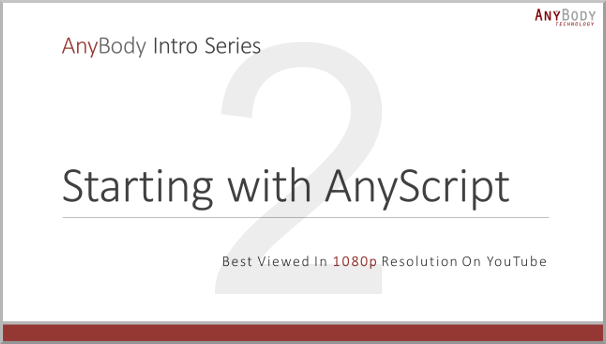 ANYBODY
TECHNOLOGY
AnyBody Intro Series
2
Starting with AnyScript
Best Viewed In 1080p Resolution On YouTube